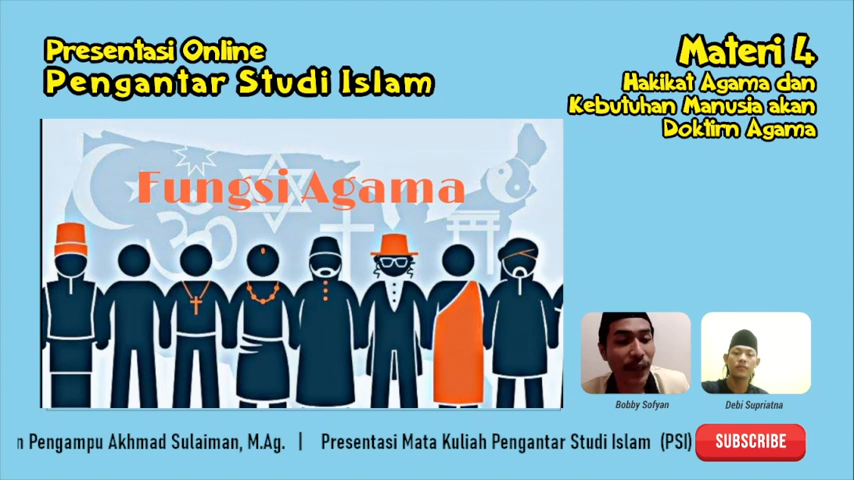 Presentasi Online
Pengantar Studi Islam
Materi 4
Hakikat Agama dan
Kebutuhan Manusia akan
Doktirn Agama
Fungsi Agama
Bobby Sofyan
Debi Supriatna
n Pengampu Akhmad Sulaiman, M.Ag. | Presentasi Mata Kuliah Pengantar Studi Islam (PSI)
SUBSCRIBE